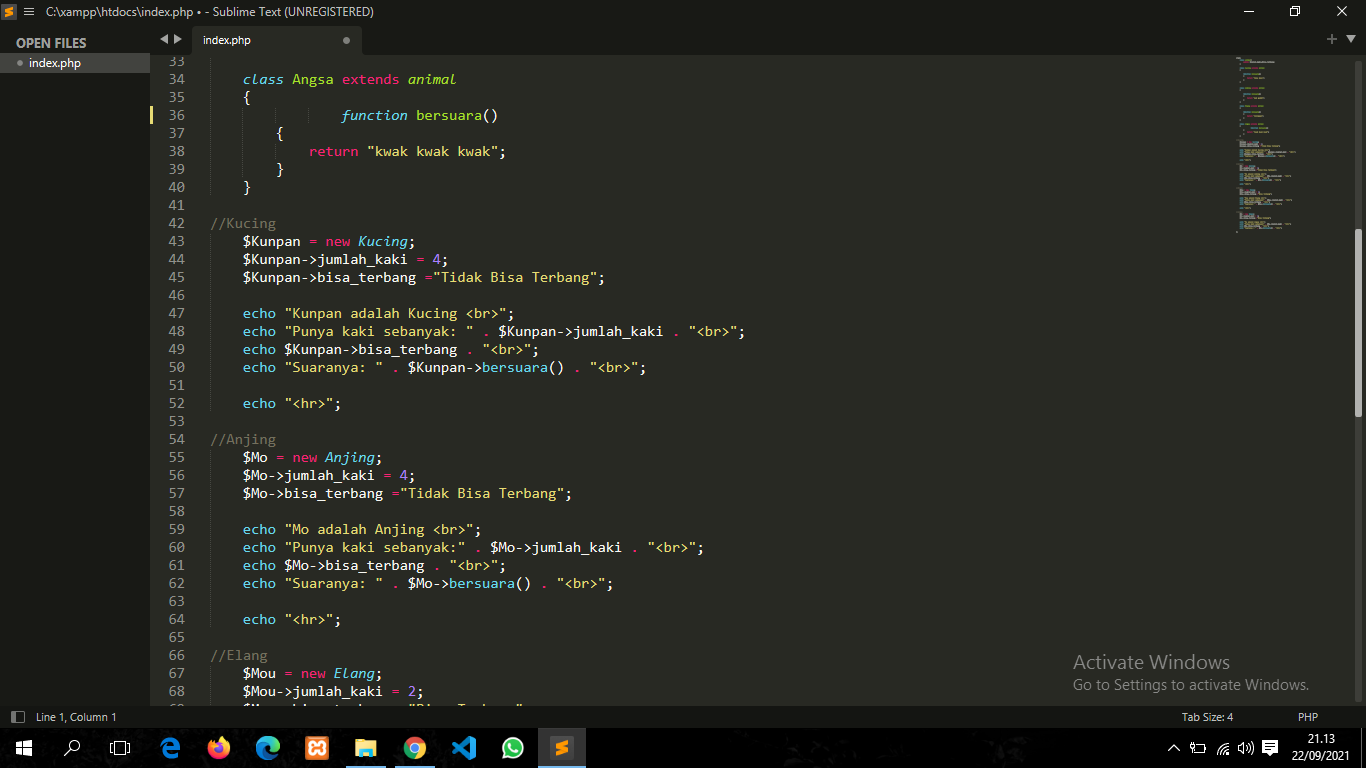 C:\xampp\htdocs\index.php • - Sublime Text (UNREGISTERED)
OPEN FILES
index.php
index.php
33
34 class Angsa extends animal
35 {
36 function bersuara()
37 {
38 return "kwak kwak kwak";
39 }
40 }
41
42 //Kucing
43 $Kunpan = new Kucing;
44 $Kunpan->jumlah_kaki = 4;
45 $Kunpan->bisa_terbang ="Tidak Bisa Terbang";
46
47 echo "Kunpan adalah Kucing <br>";
48 echo "Punya kaki sebanyak: " . $Kunpan->jumlah_kaki . "<br>";
49 echo $Kunpan->bisa_terbang . "<br>";
50 echo "Suaranya: " . $Kunpan->bersuara() . "<br>";
51
52 echo "<hr>";
53
54 //Anjing
55 $Mo = new Anjing;
56 $Mo->jumlah_kaki = 4;
57 $Mo->bisa_terbang ="Tidak Bisa Terbang";
58
59 echo "Mo adalah Anjing <br>";
60 echo "Punya kaki sebanyak:" . $Mo->jumlah_kaki . "<br>";
61 echo $Mo->bisa_terbang . "<br>";
62 echo "Suaranya: " . $Mo->bersuara() . "<br>";
63
64 echo "<hr>";
65
66 //Elang
67 $Mou = new Elang;
68 $Mou->jumlah_kaki = 2;
Activate Windows
Go to Settings to activate Windows.
Line 1, Column 1
Tab Size: 4
PHP
21.13
22/09/2021